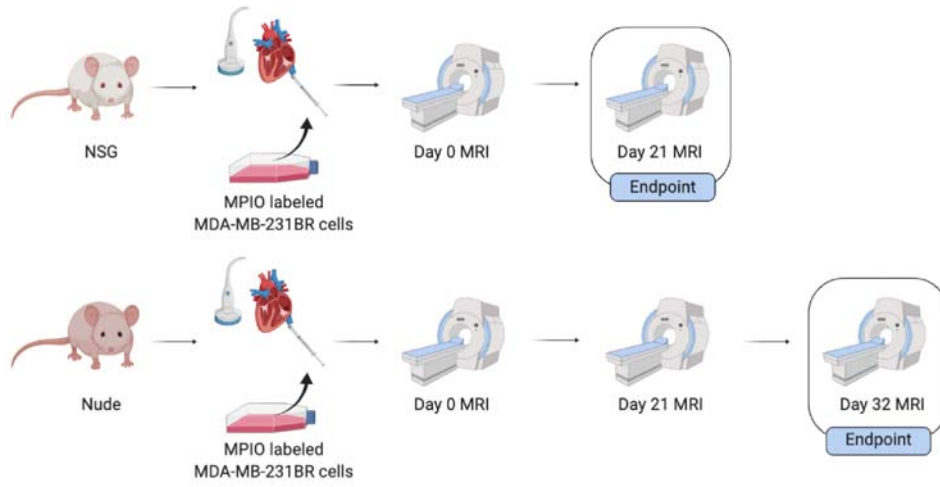 NSG
MPIO labeled
MDA-MB-231BR cells
Day 0 MRI
Day 21 MRI
Endpoint
Nude
MPIO labeled
MDA-MB-231BR cells
Day 0 MRI
Day 21 MRI
Day 32 MRI
Endpoint